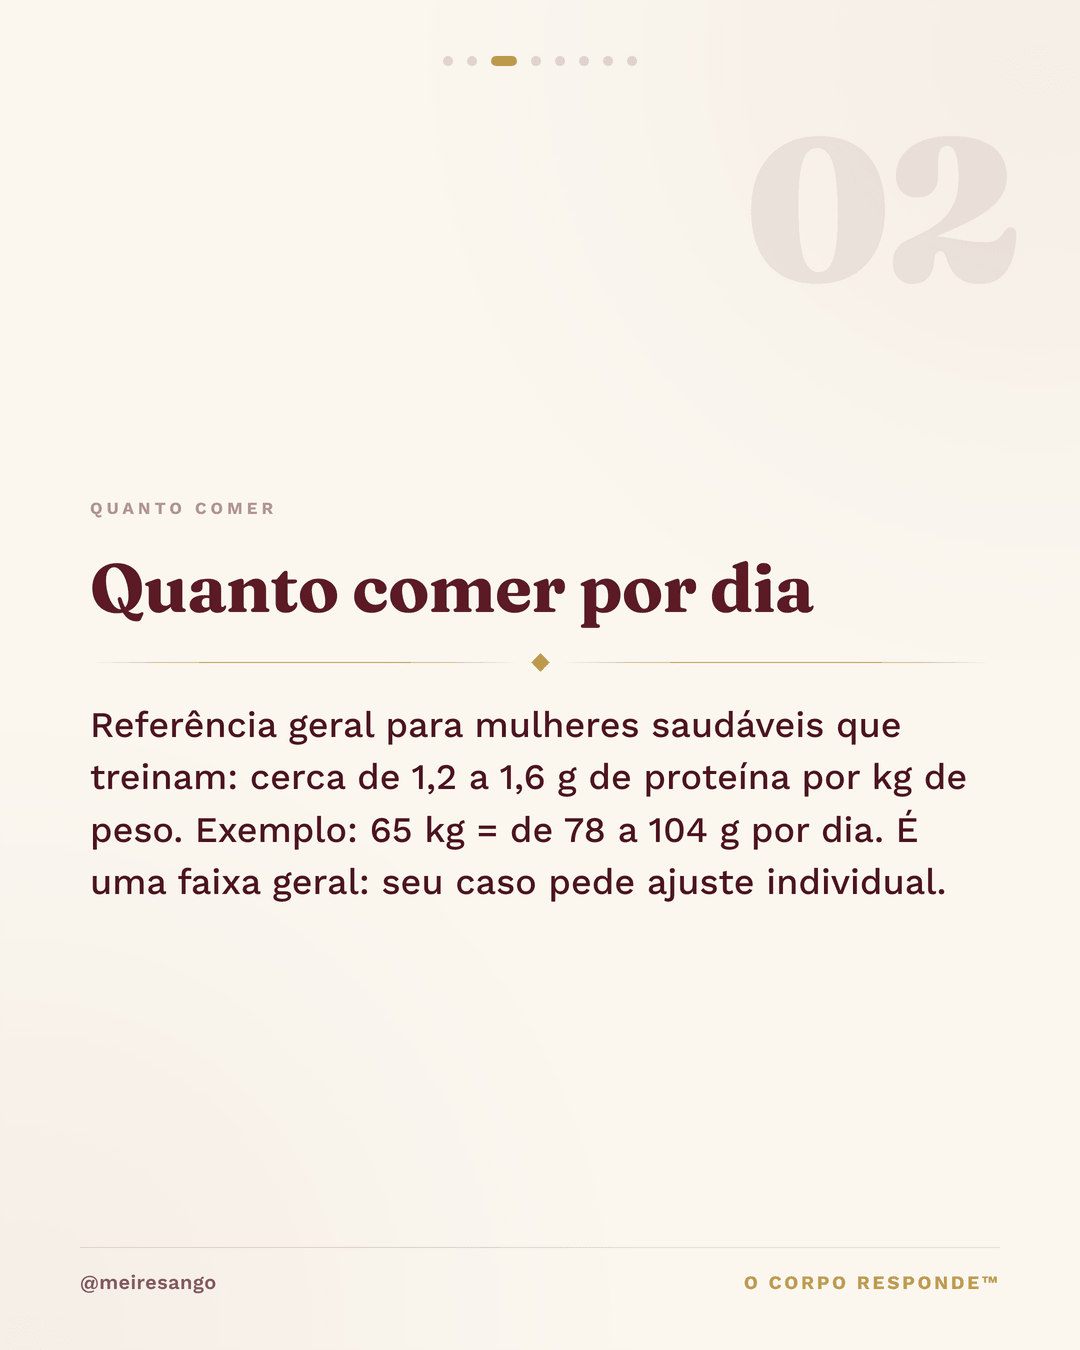 02
QUANTO COMER
Quanto comer por dia
Referência geral para mulheres saudáveis que
treinam: cerca de 1,2 a 1,6 g de proteína por kg de
peso. Exemplo: 65 kg = de 78 a 104 g por dia. É
uma faixa geral: seu caso pede ajuste individual.
@meiresango
O CORPO RESPONDE™